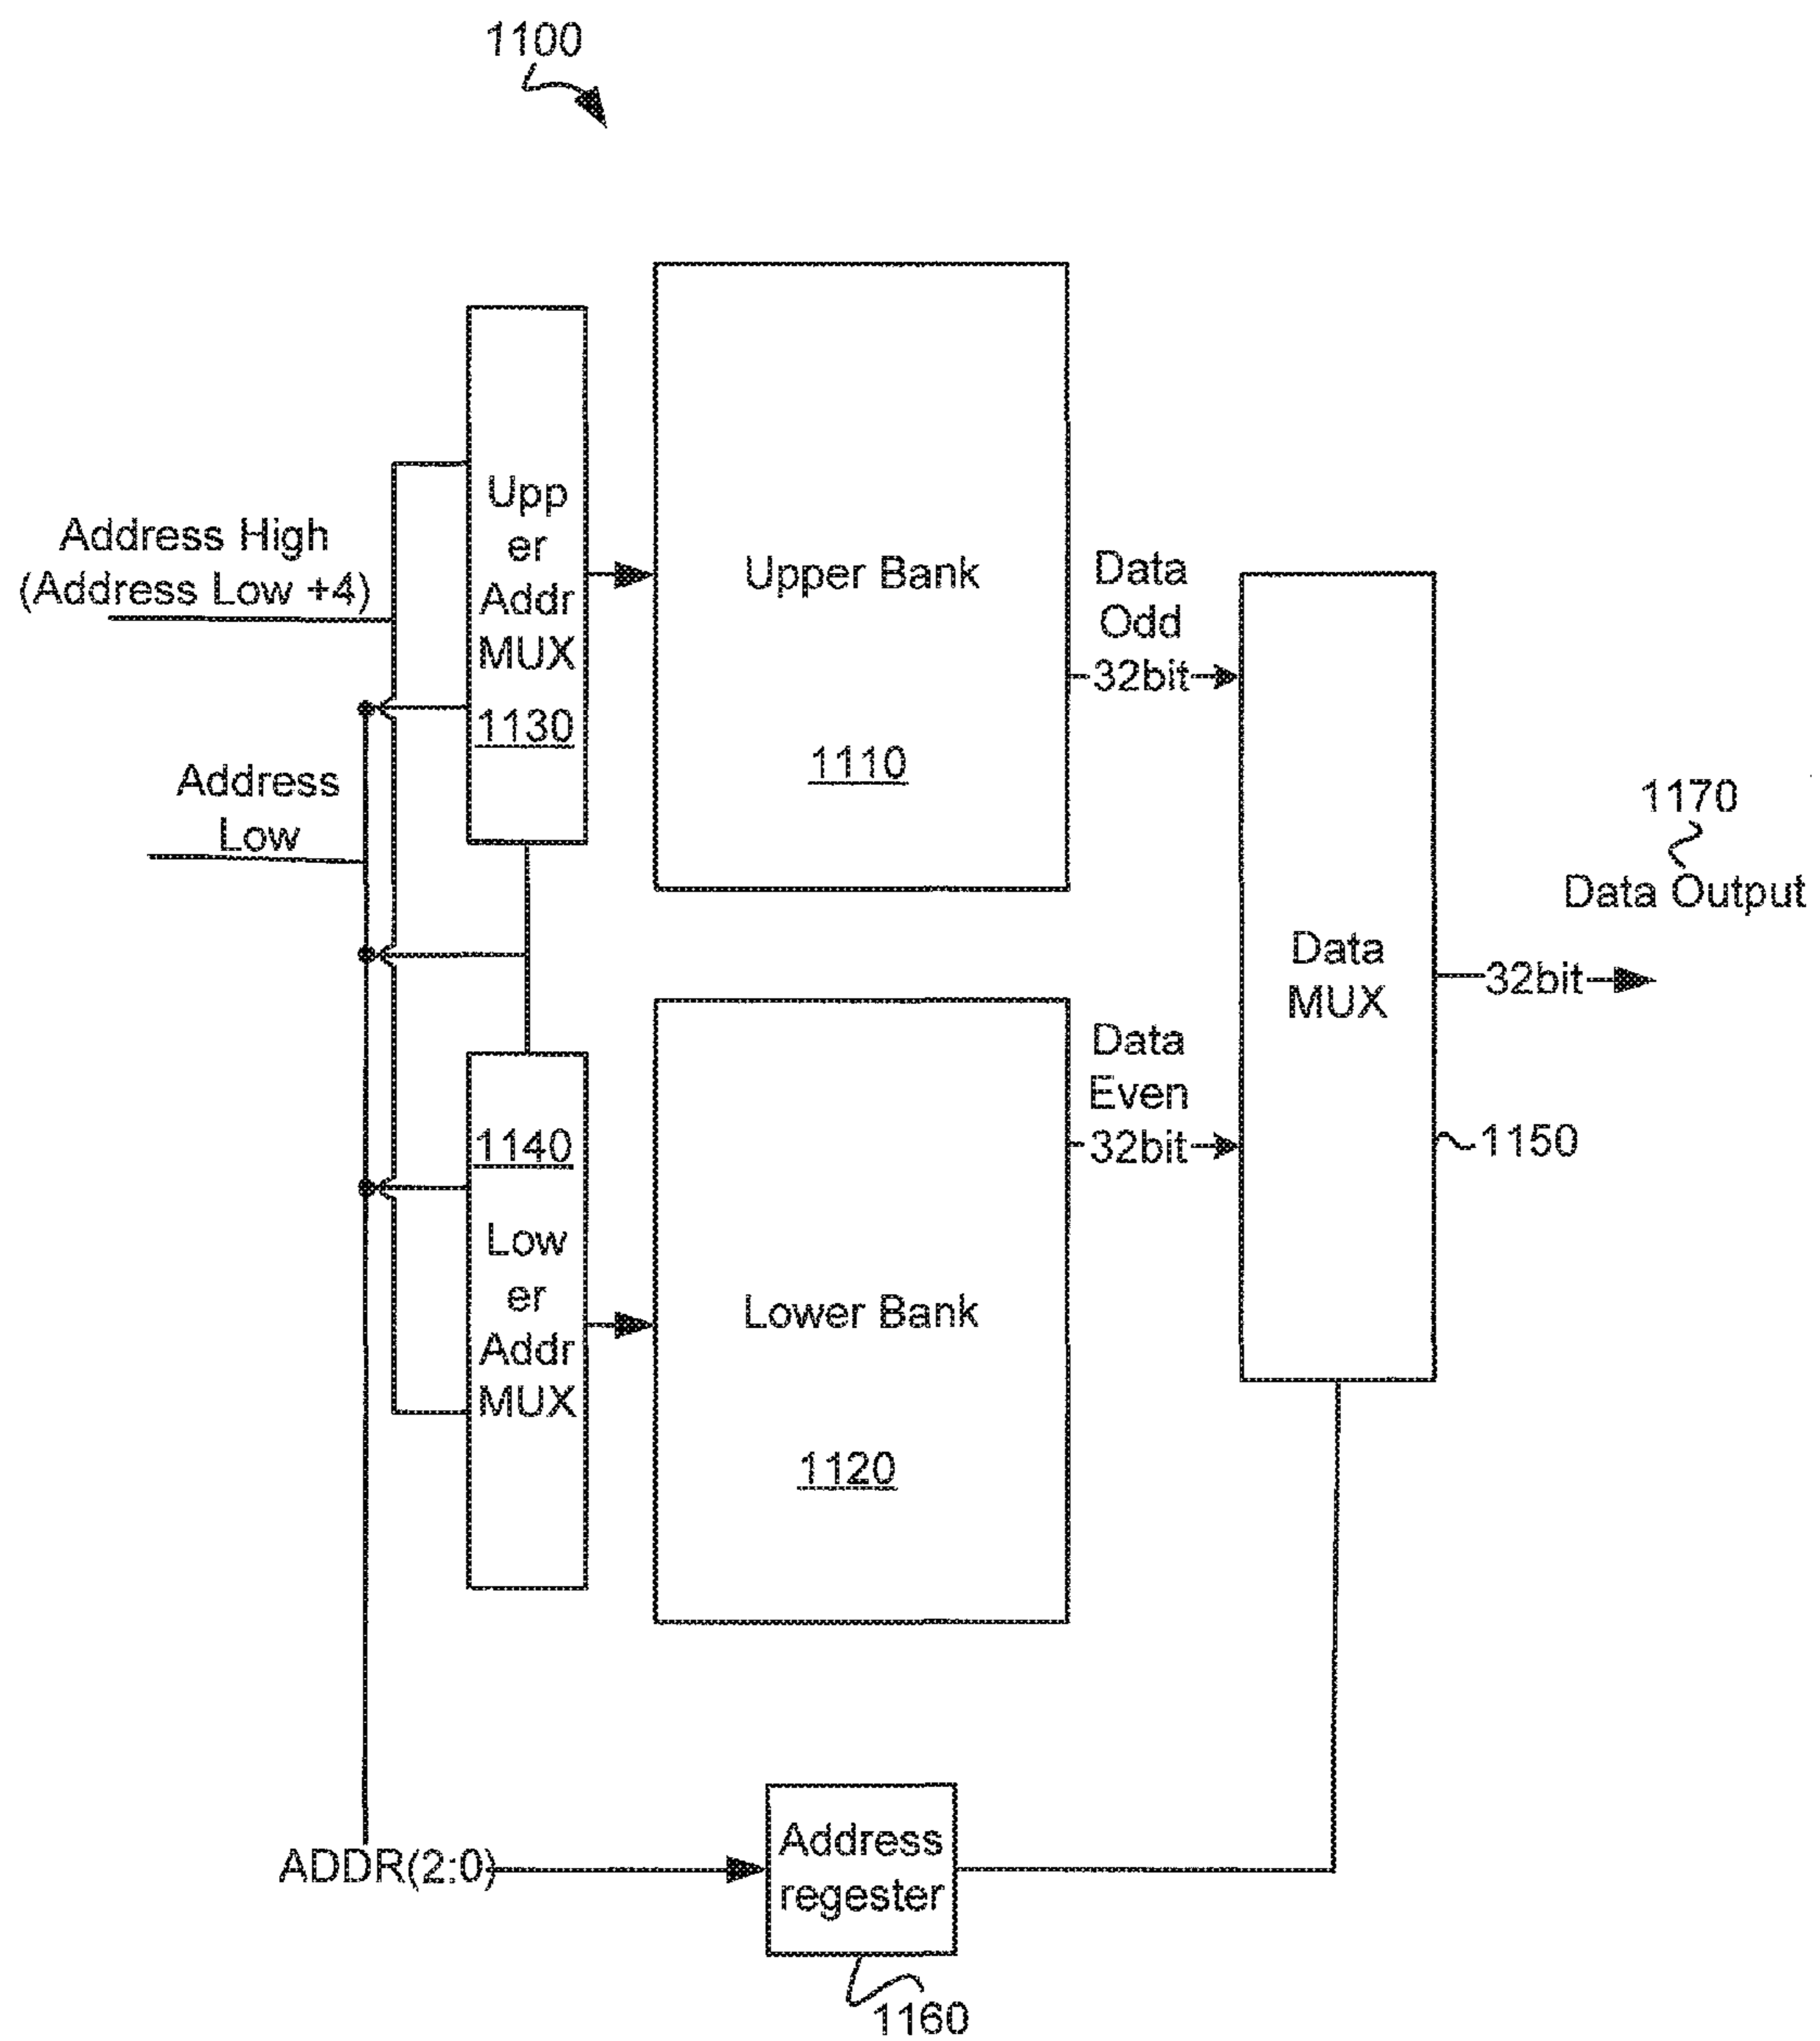 1100
Address High
(Address Low +4)
Address
Low
Upp
er
Addr
MUX
1130
Upper Bank
1110
Data
Odd
32bit
1170
Data Output
Data
MUX
32bit
1150
Data
Even
32bit
1140
Low
er
Addr
MUX
Lower Bank
1120
ADDR(2:0)
Address
regester
1160